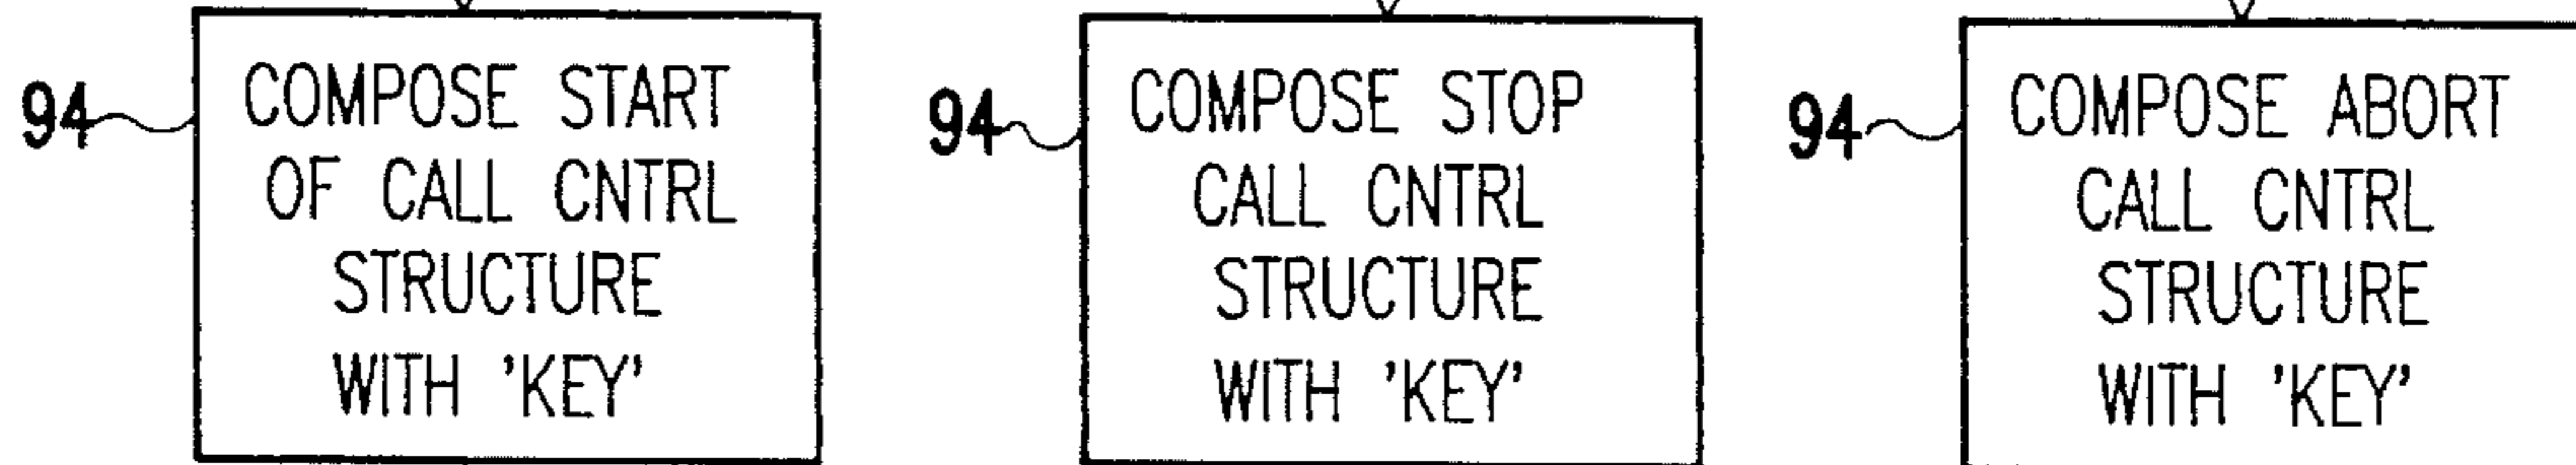 94
COMPOSE START
OF CALL CNTRL
STRUCTURE
WITH 'KEY'
94
COMPOSE STOP
CALL CNTRL
STRUCTURE
WITH 'KEY'
94
COMPOSE ABORT
CALL CNTRL
STRUCTURE
WITH 'KEY'